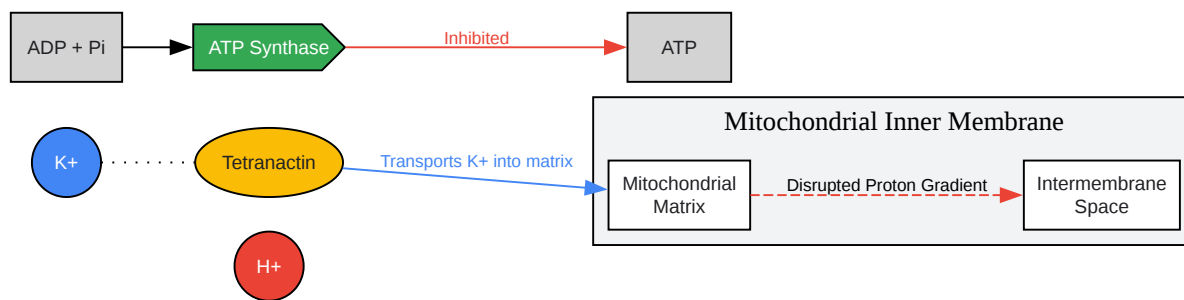 ADP + Pi
ATP Synthase
Inhibited
ATP
Mitochondrial Inner Membrane
K+
Tetranactin
Transports K+ into matrix
Mitochondrial
Matrix
Disrupted Proton Gradient
Intermembrane
Space
H+